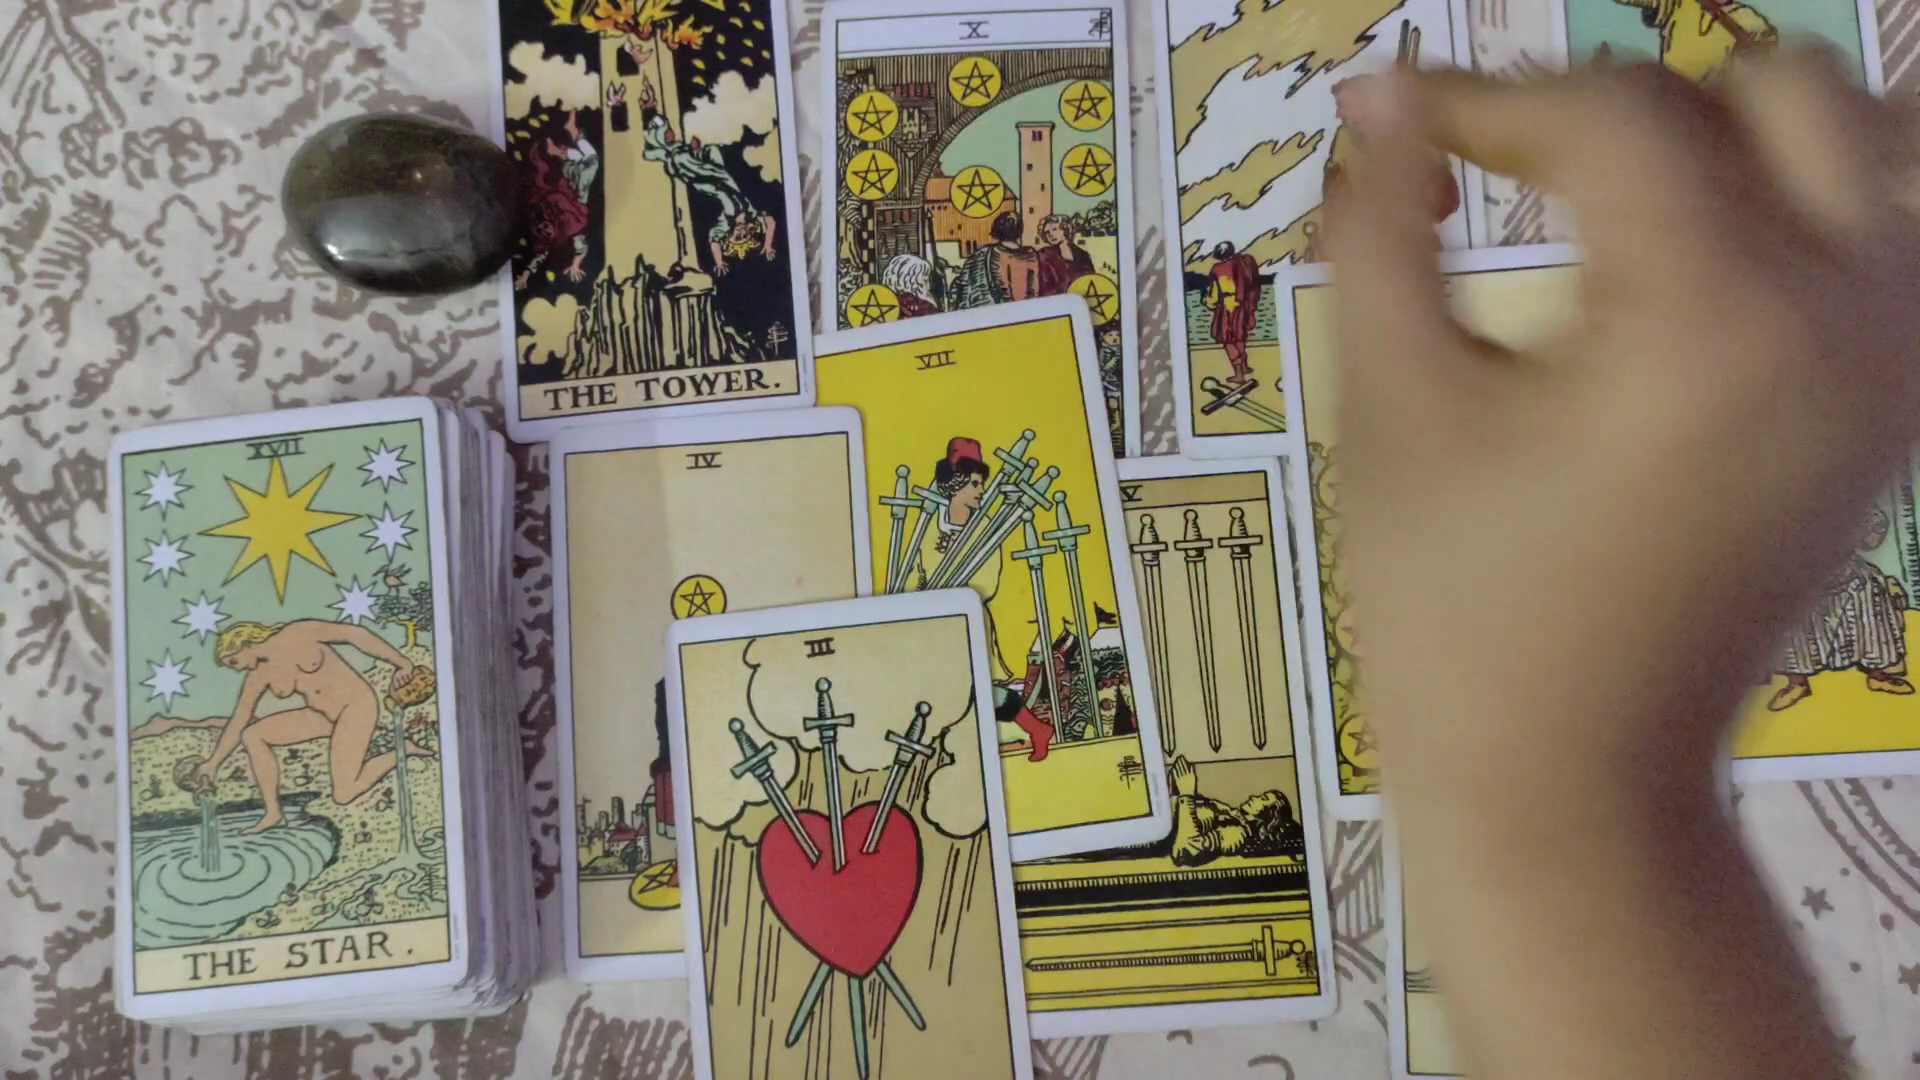 X
THE TOWER.
VII
XVII
IV
V
III
THE STAR.